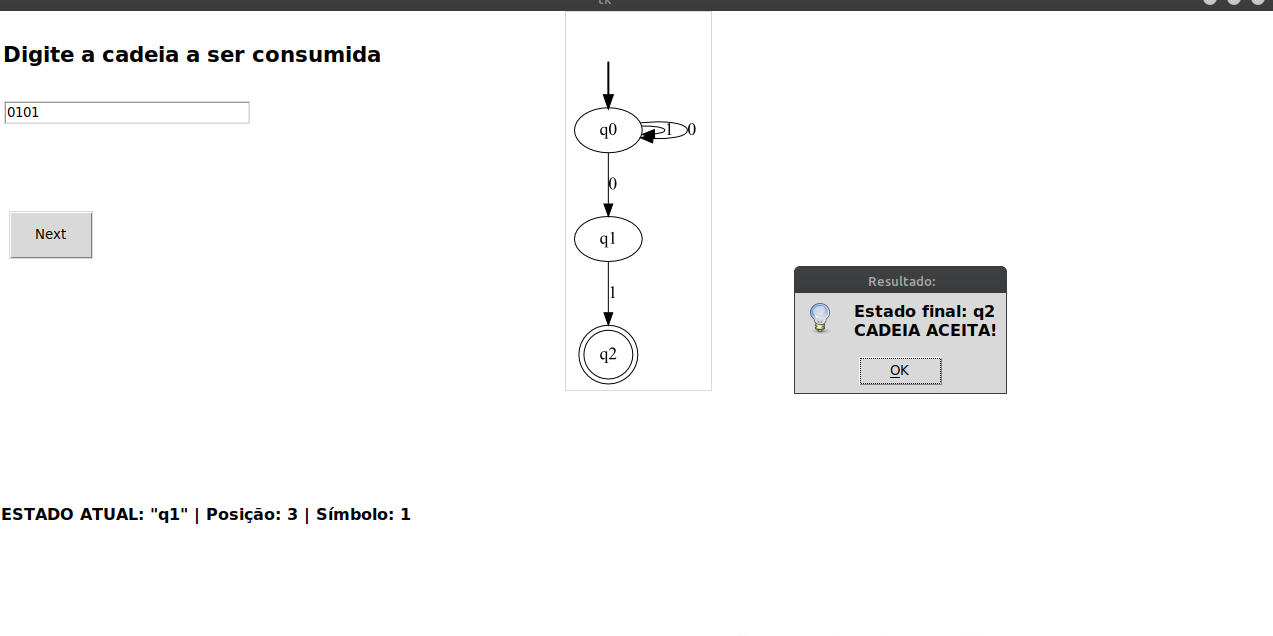 tk
Digite a cadeia a ser consumida
0101
Next
q0
1
0
0
q1
1
q2
Resultado:
Estado final: q2
CADEIA ACEITA!
OK
ESTADO ATUAL: "q1" | Posição: 3 | Símbolo: 1